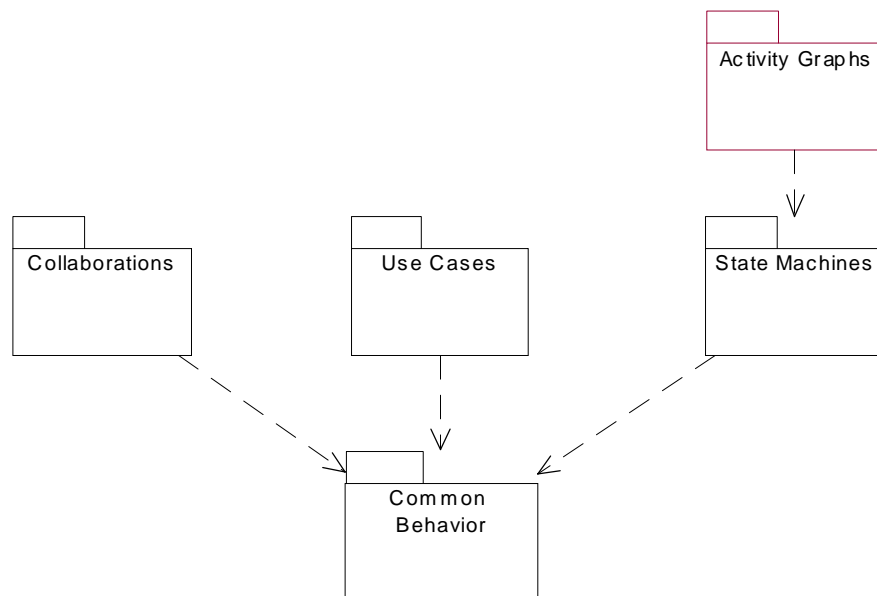 Activity Graphs
Collaborations
Use Cases
State Machines
Common
Behavior